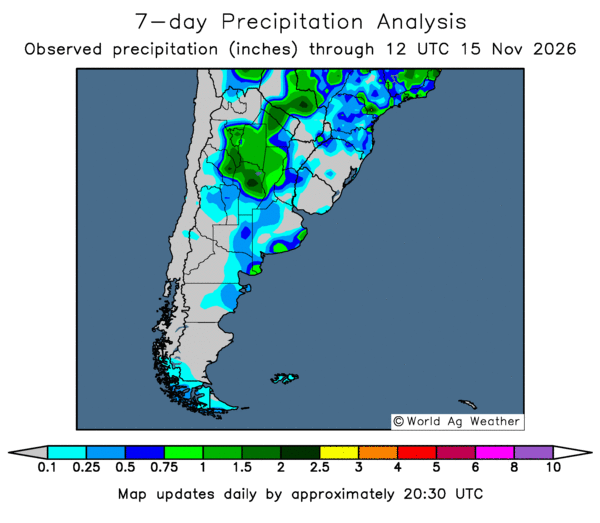 7-day Precipitation Analysis
Observed precipitation (inches) through 12 UTC 15 Nov 2026
© World Ag Weather
0.1 0.25 0.5 0.75 1 1.5 2 2.5 3 4 5 6 8 10
Map updates daily by approximately 20:30 UTC